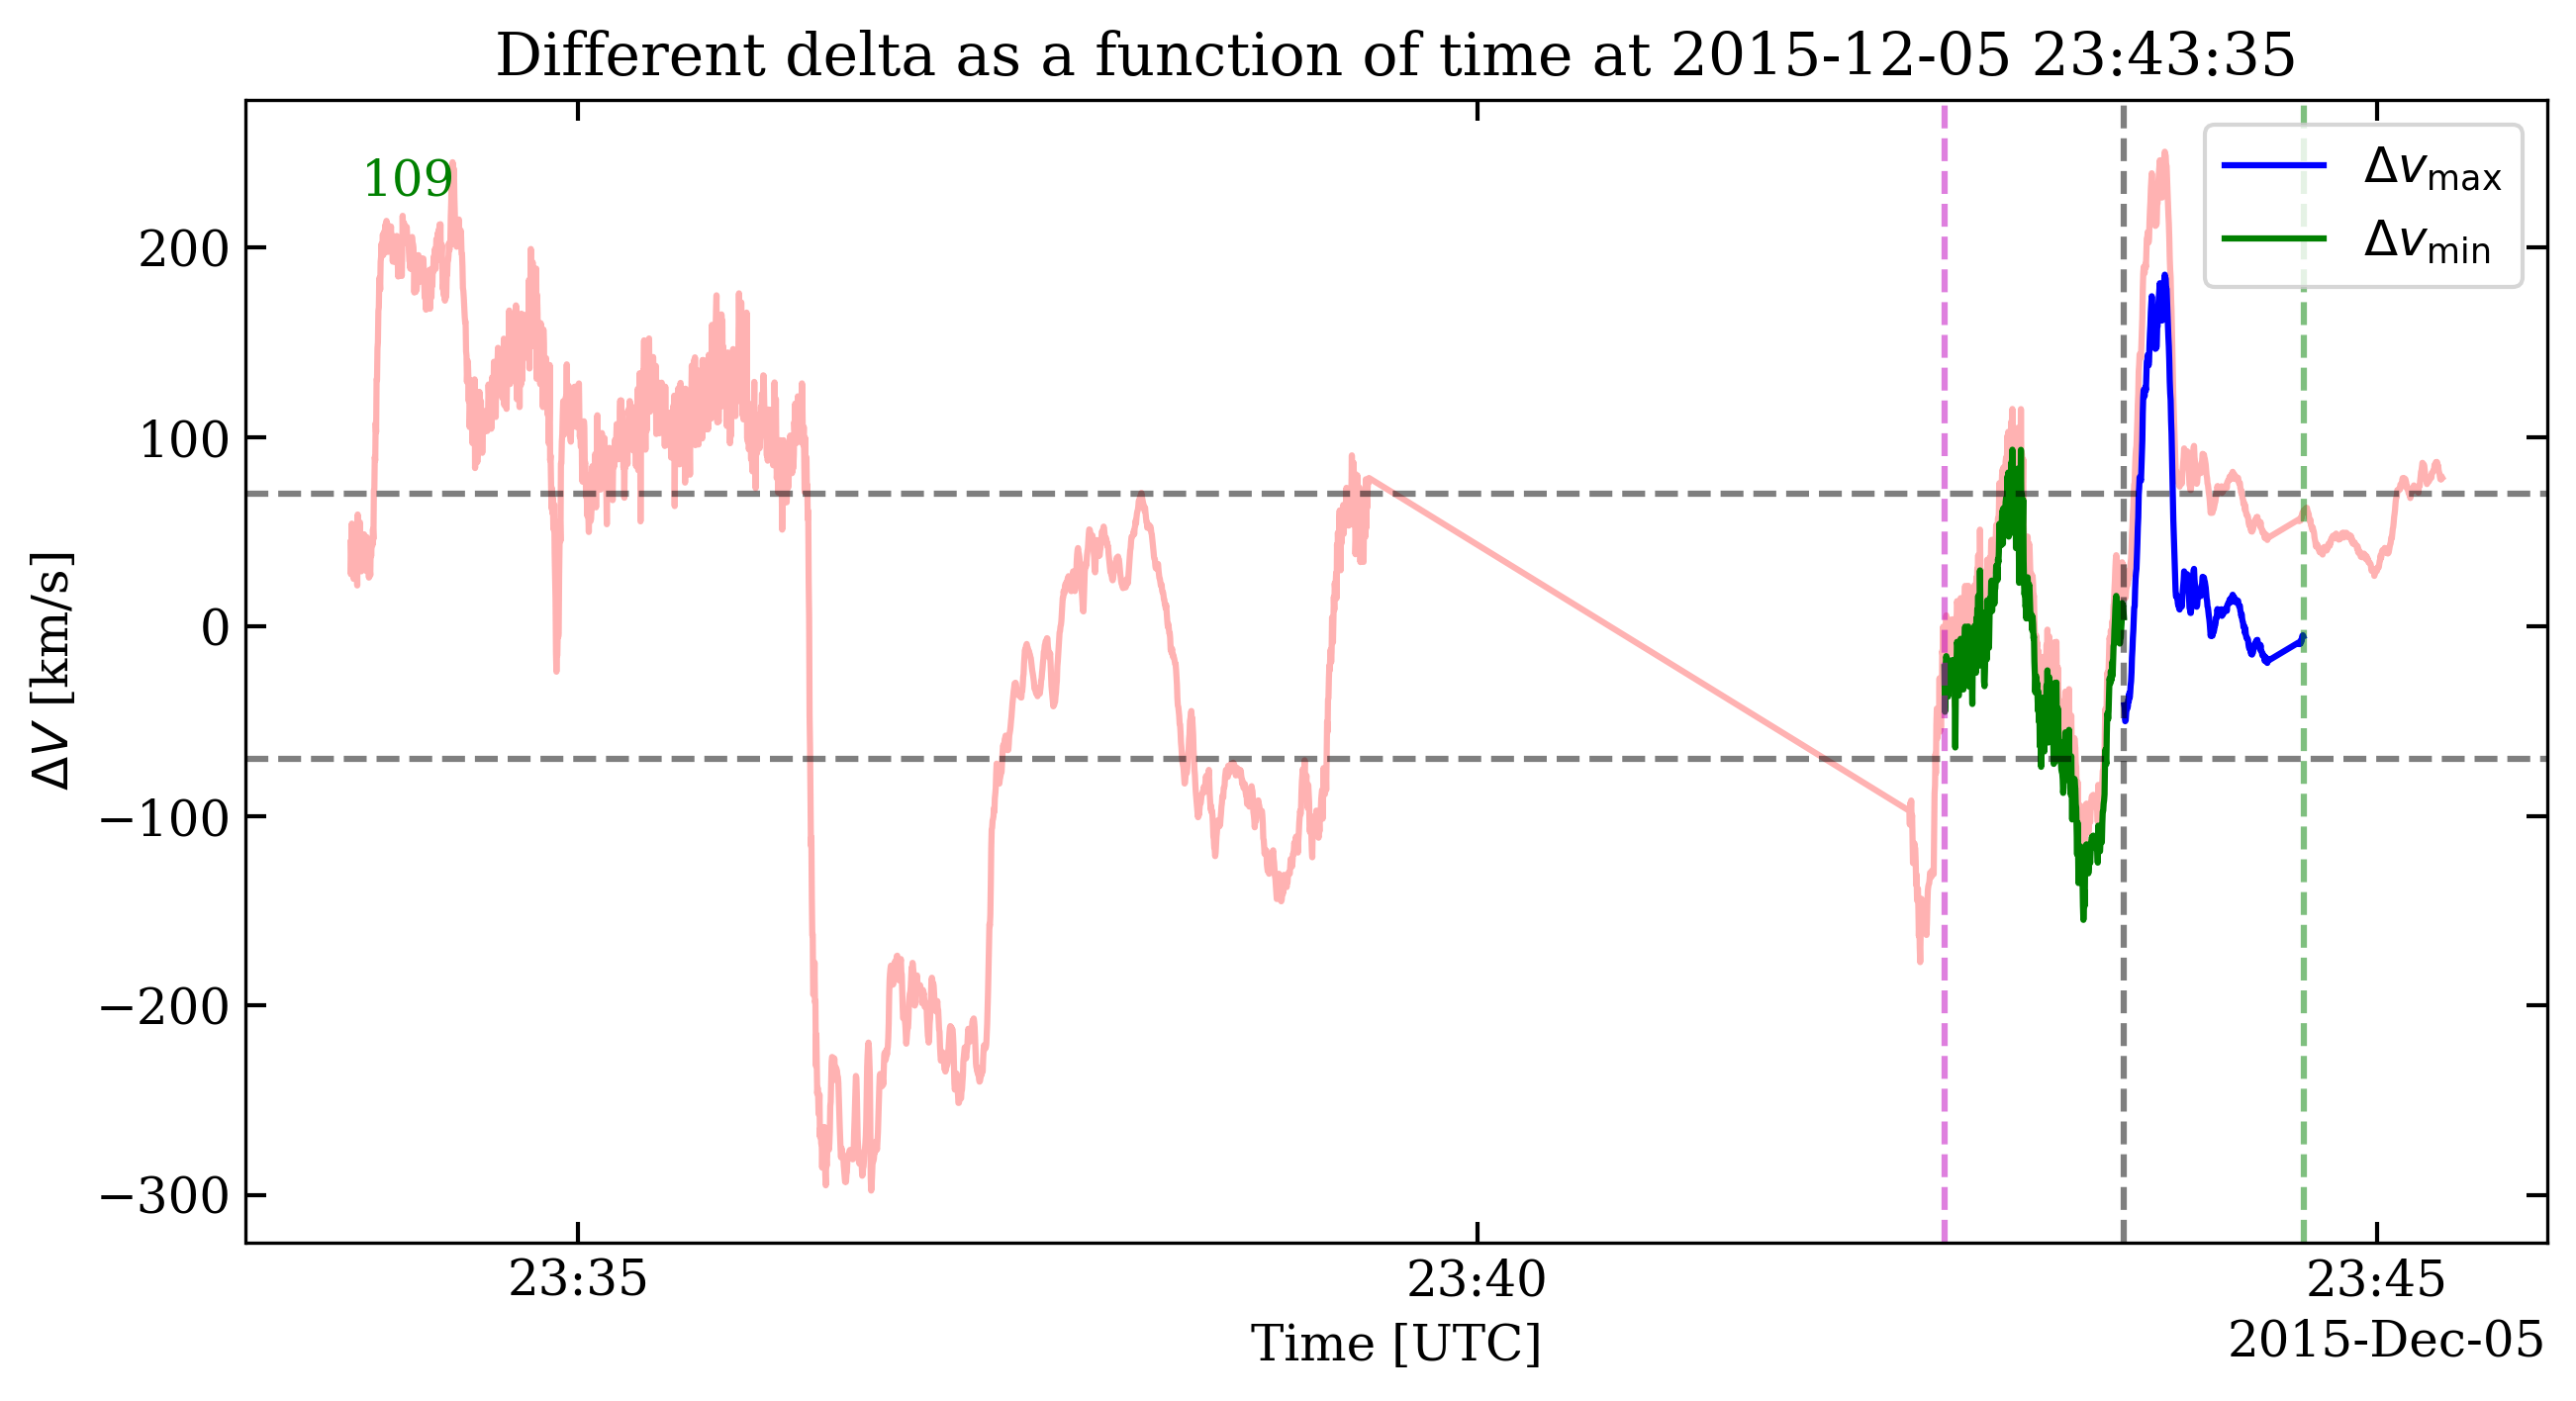 Different delta as a function of time at 2015-12-05 23:43:35
109
Δv_max
Δv_min
200
100
0
−100
−200
−300
ΔV [km/s]
23:35
23:40
23:45
Time [UTC]
2015-Dec-05